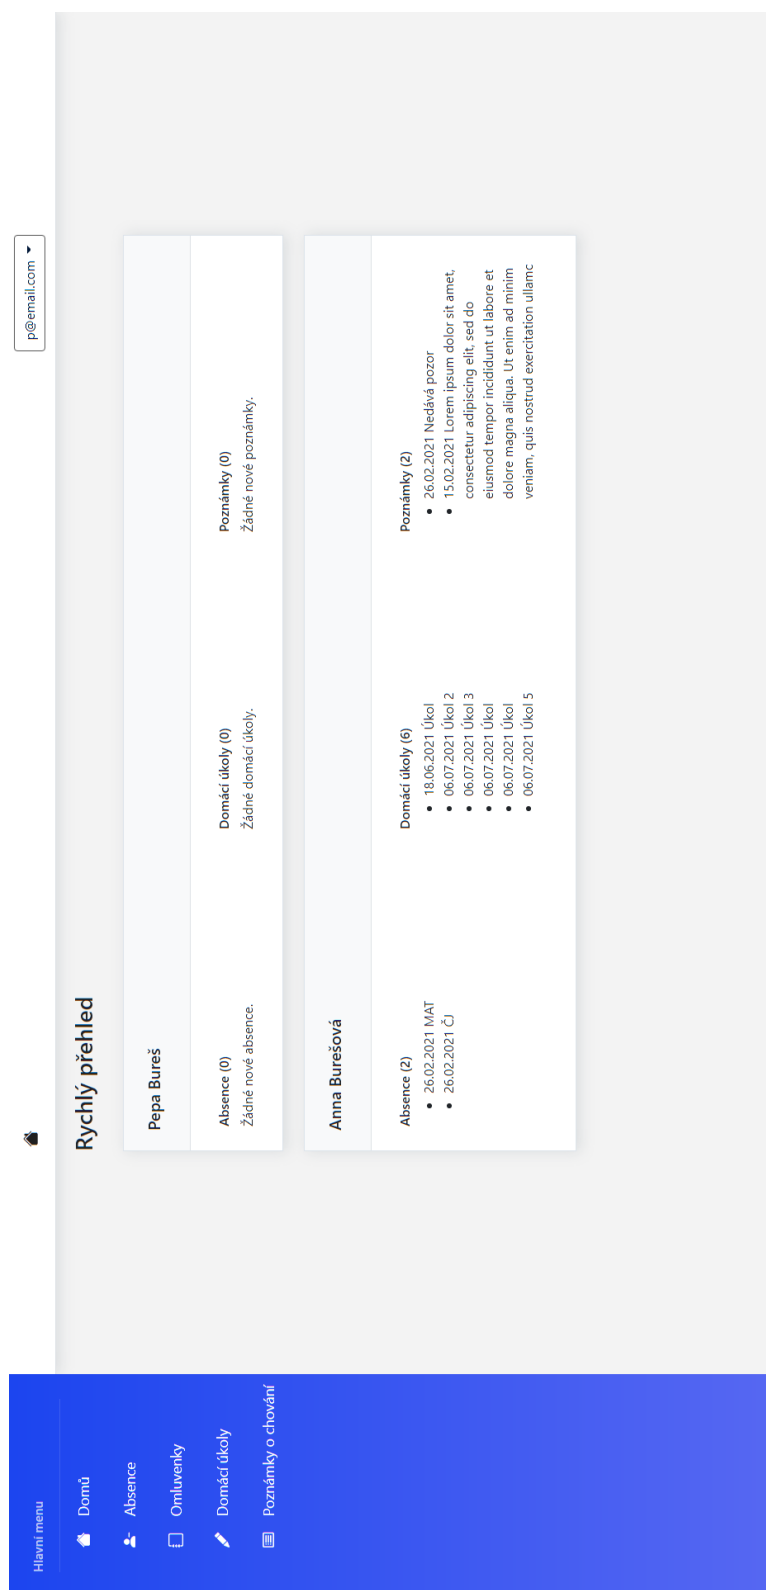 Hlavní menu
Domů
Absence
Omluvenky
Domácí úkoly
Poznámky o chování
p@email.com
Rychlý přehled
Pepa Bureš
Absence (0)
Žádné nové absence.
Domácí úkoly (0)
Žádné domácí úkoly.
Poznámky (0)
Žádné nové poznámky.
Anna Burešová
Absence (2)
26.02.2021 MAT
26.02.2021 ČJ
Domácí úkoly (6)
18.06.2021 Úkol
06.07.2021 Úkol 2
06.07.2021 Úkol 3
06.07.2021 Úkol
06.07.2021 Úkol
06.07.2021 Úkol 5
Poznámky (2)
26.02.2021 Nedává pozor
15.02.2021 Lorem ipsum dolor sit amet,
consectetur adipiscing elit, sed do
eiusmod tempor incididunt ut labore et
dolore magna aliqua. Ut enim ad minim
veniam, quis nostrud exercitation ullamc